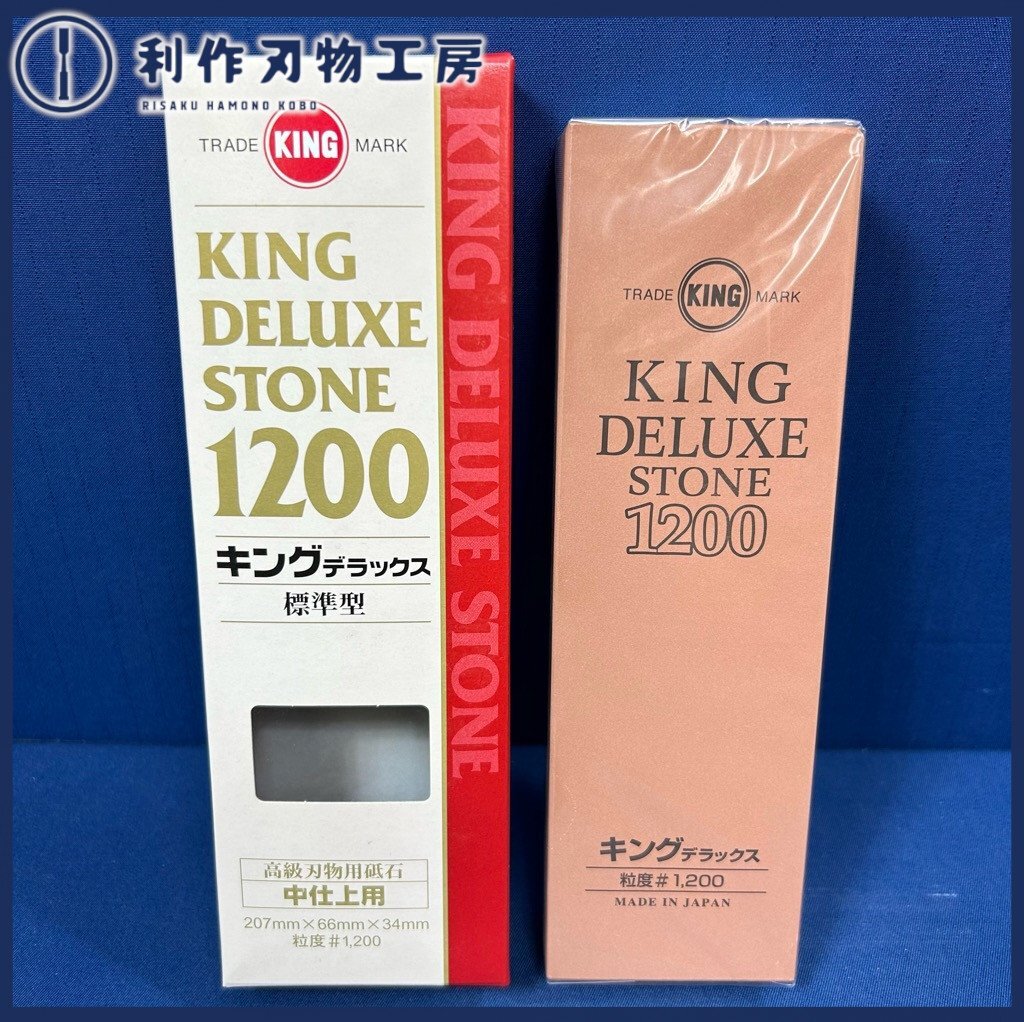 利作刃物工房
RISAKU HAMONO KOBO
TRADE KING MARK
KING
DELUXE
STONE
1200
キングデラックス
標準型
高級刃物用砥石
中仕上用
207mm×66mm×34mm
粒度#1,200
KING DELUXE STONE
TRADE KING MARK
KING
DELUXE
STONE
1200
キングデラックス
粒度#1,200
MADE IN JAPAN